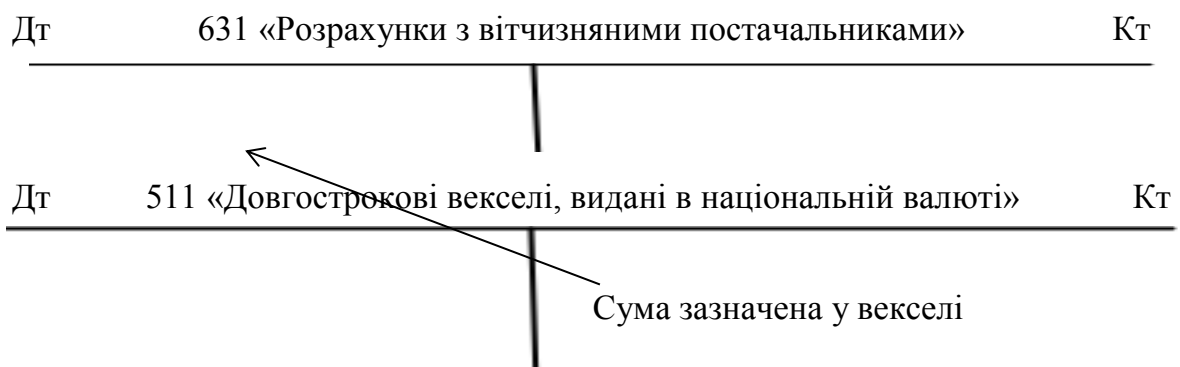 Дт 631 «Розрахунки з вітчизняними постачальниками» Кт
Дт 511 «Довгострокові векселі, видані в національній валюті» Кт
Сума зазначена у векселі